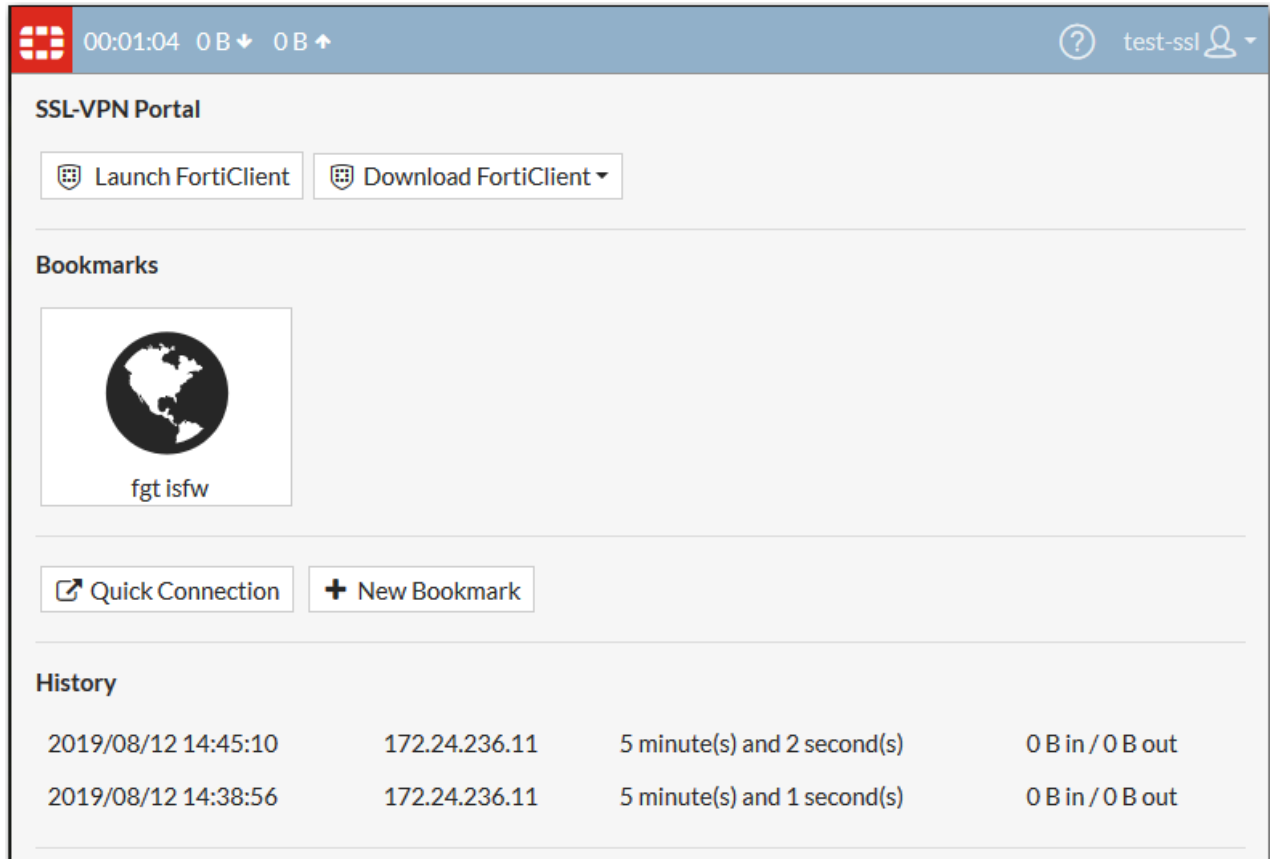 00:01:04 0 B 0 B test-ssl
SSL-VPN Portal
Launch FortiClient Download FortiClient
Bookmarks
fgt isfw
Quick Connection New Bookmark
History
2019/08/12 14:45:10 172.24.236.11 5 minute(s) and 2 second(s) 0 B in / 0 B out
2019/08/12 14:38:56 172.24.236.11 5 minute(s) and 1 second(s) 0 B in / 0 B out